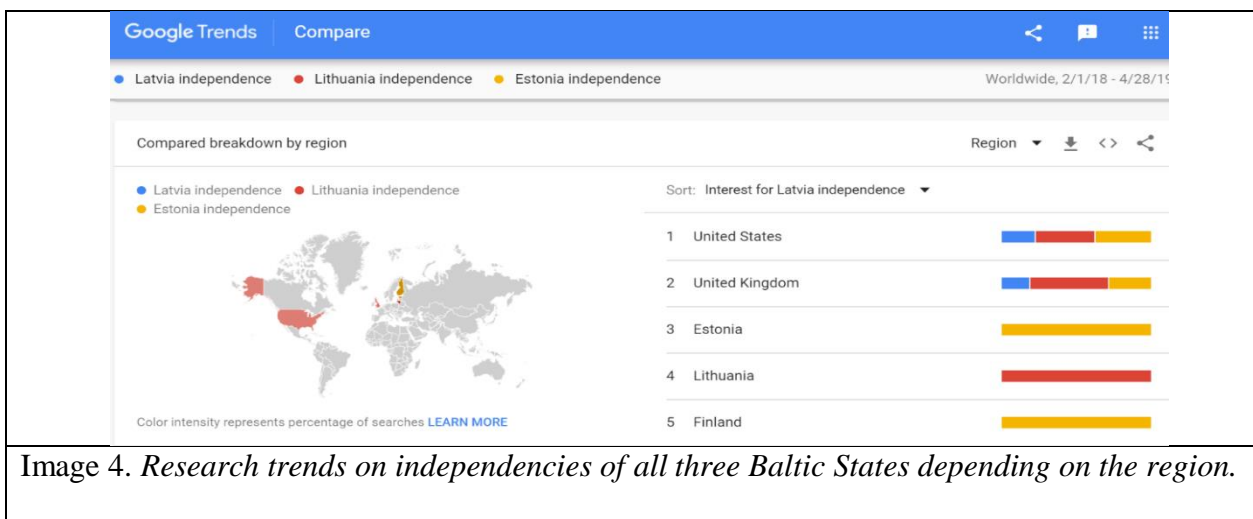 Google Trends Compare
Latvia independence Lithuania independence Estonia independence Worldwide, 2/1/18 - 4/28/19
Compared breakdown by region Region
Latvia independence Lithuania independence
Estonia independence
Sort: Interest for Latvia independence
1 United States
2 United Kingdom
3 Estonia
4 Lithuania
5 Finland
Color intensity represents percentage of searches LEARN MORE
Image 4. Research trends on independencies of all three Baltic States depending on the region.